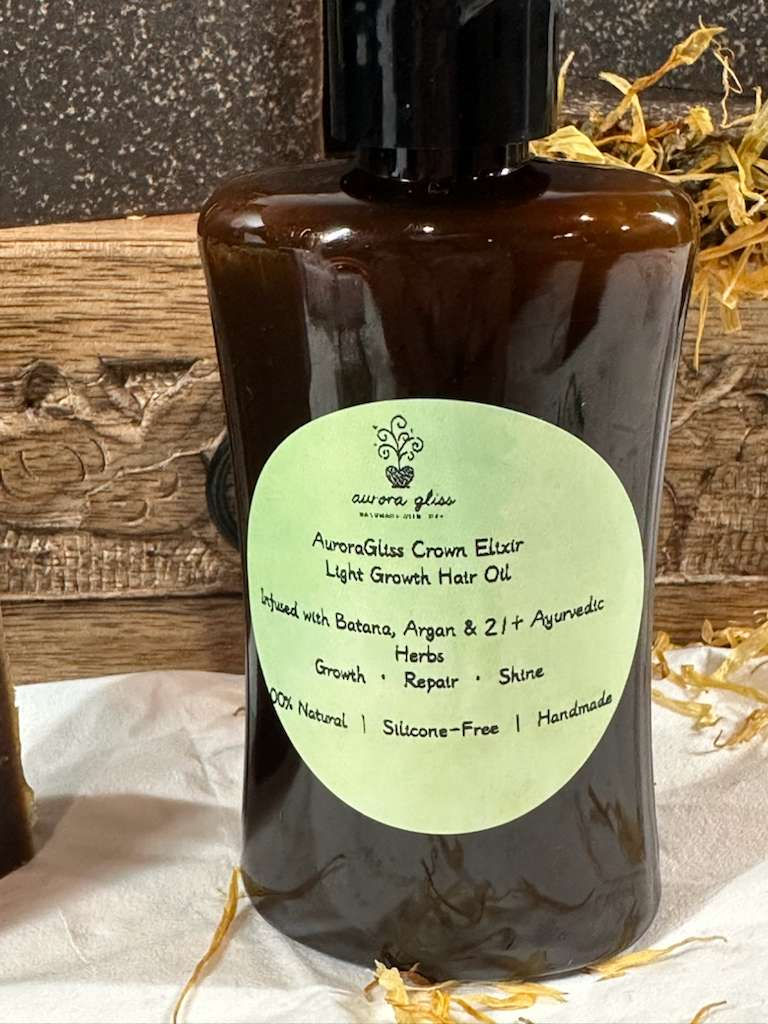 aurora gliss
AuroraGliss Crown Elixir
Light Growth Hair Oil
Infused with Batana, Argan & 21+ Ayurvedic
Herbs
Growth · Repair · Shine
00% Natural | Silicone-Free | Handmade